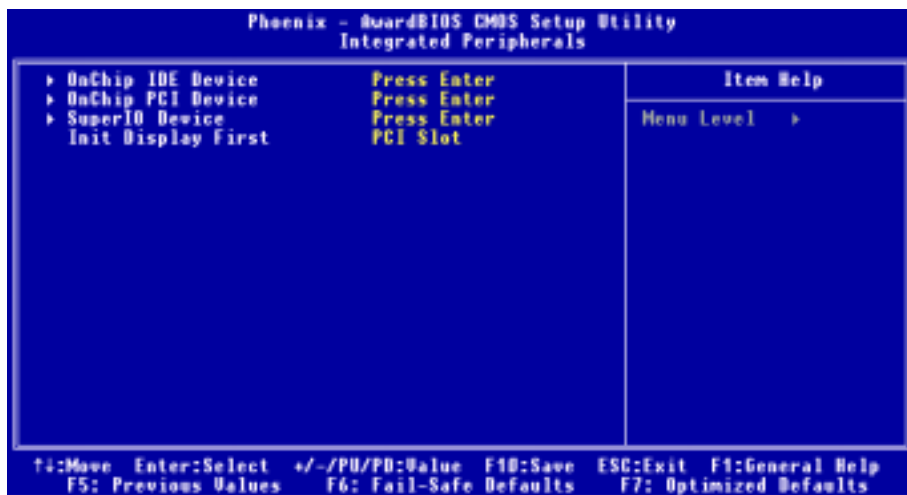 Phoenix - AwardBIOS CMOS Setup Utility
Integrated Peripherals
▸ OnChip IDE Device Press Enter
▸ OnChip PCI Device Press Enter
▸ SuperIO Device Press Enter
Init Display First PCI Slot
Item Help
Menu Level ▸
↑↓:Move Enter:Select +/-/PU/PD:Value F10:Save ESC:Exit F1:General Help
F5: Previous Values F6: Fail-Safe Defaults F7: Optimized Defaults